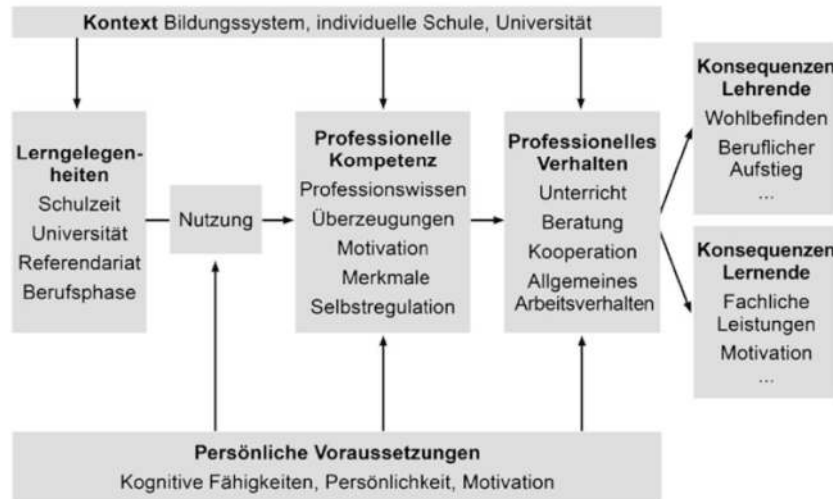 Kontext Bildungssystem, individuelle Schule, Universität
Lerngelegen-
heiten
Schulzeit
Universität
Referendariat
Berufsphase
Nutzung
Professionelle
Kompetenz
Professionswissen
Überzeugungen
Motivation
Merkmale
Selbstregulation
Professionelles
Verhalten
Unterricht
Beratung
Kooperation
Allgemeines
Arbeitsverhalten
Konsequenzen
Lehrende
Wohlbefinden
Beruflicher
Aufstieg
...
Konsequenzen
Lernende
Fachliche
Leistungen
Motivation
...
Persönliche Voraussetzungen
Kognitive Fähigkeiten, Persönlichkeit, Motivation